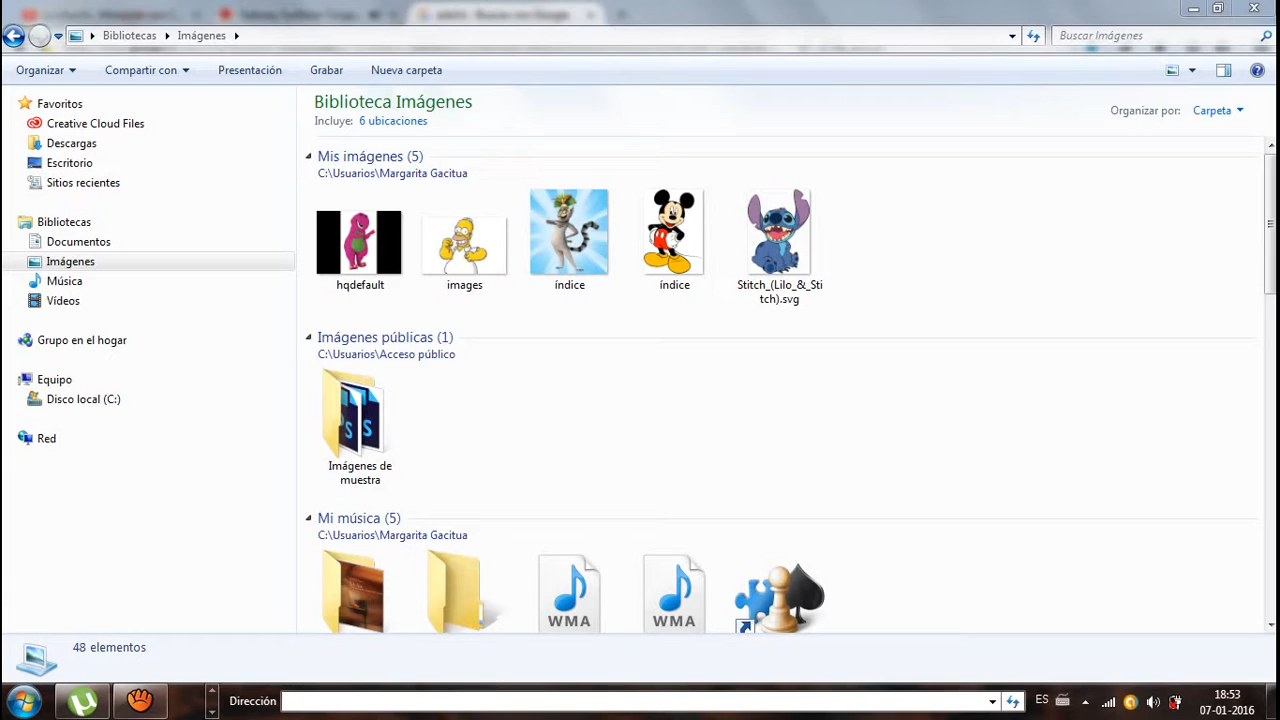 Bibliotecas
Imágenes
Buscar Imágenes
Organizar
Compartir con
Presentación
Grabar
Nueva carpeta
Favoritos
Creative Cloud Files
Descargas
Escritorio
Sitios recientes
Bibliotecas
Documentos
Imágenes
Música
Vídeos
Grupo en el hogar
Equipo
Disco local (C:)
Red
Biblioteca Imágenes
Incluye: 6 ubicaciones
Organizar por: Carpeta
Mis imágenes (5)
C:\Usuarios\Margarita Gacitua
hqdefault
images
índice
índice
Stitch_(Lilo_&_Sti
tch).svg
Imágenes públicas (1)
C:\Usuarios\Acceso público
Imágenes de
muestra
Mi música (5)
C:\Usuarios\Margarita Gacitua
WMA
WMA
48 elementos
Dirección
ES
18:53
07-01-2016